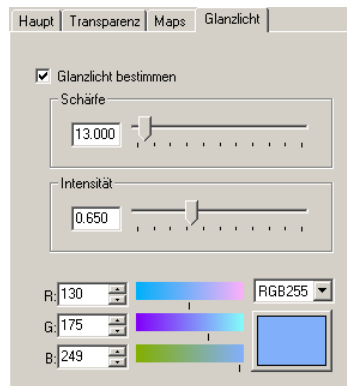 Haupt Transparenz Maps Glanzlicht
Glanzlicht bestimmen
Schärfe
13.000
Intensität
0.650
R: 130 RGB255
G: 175
B: 249